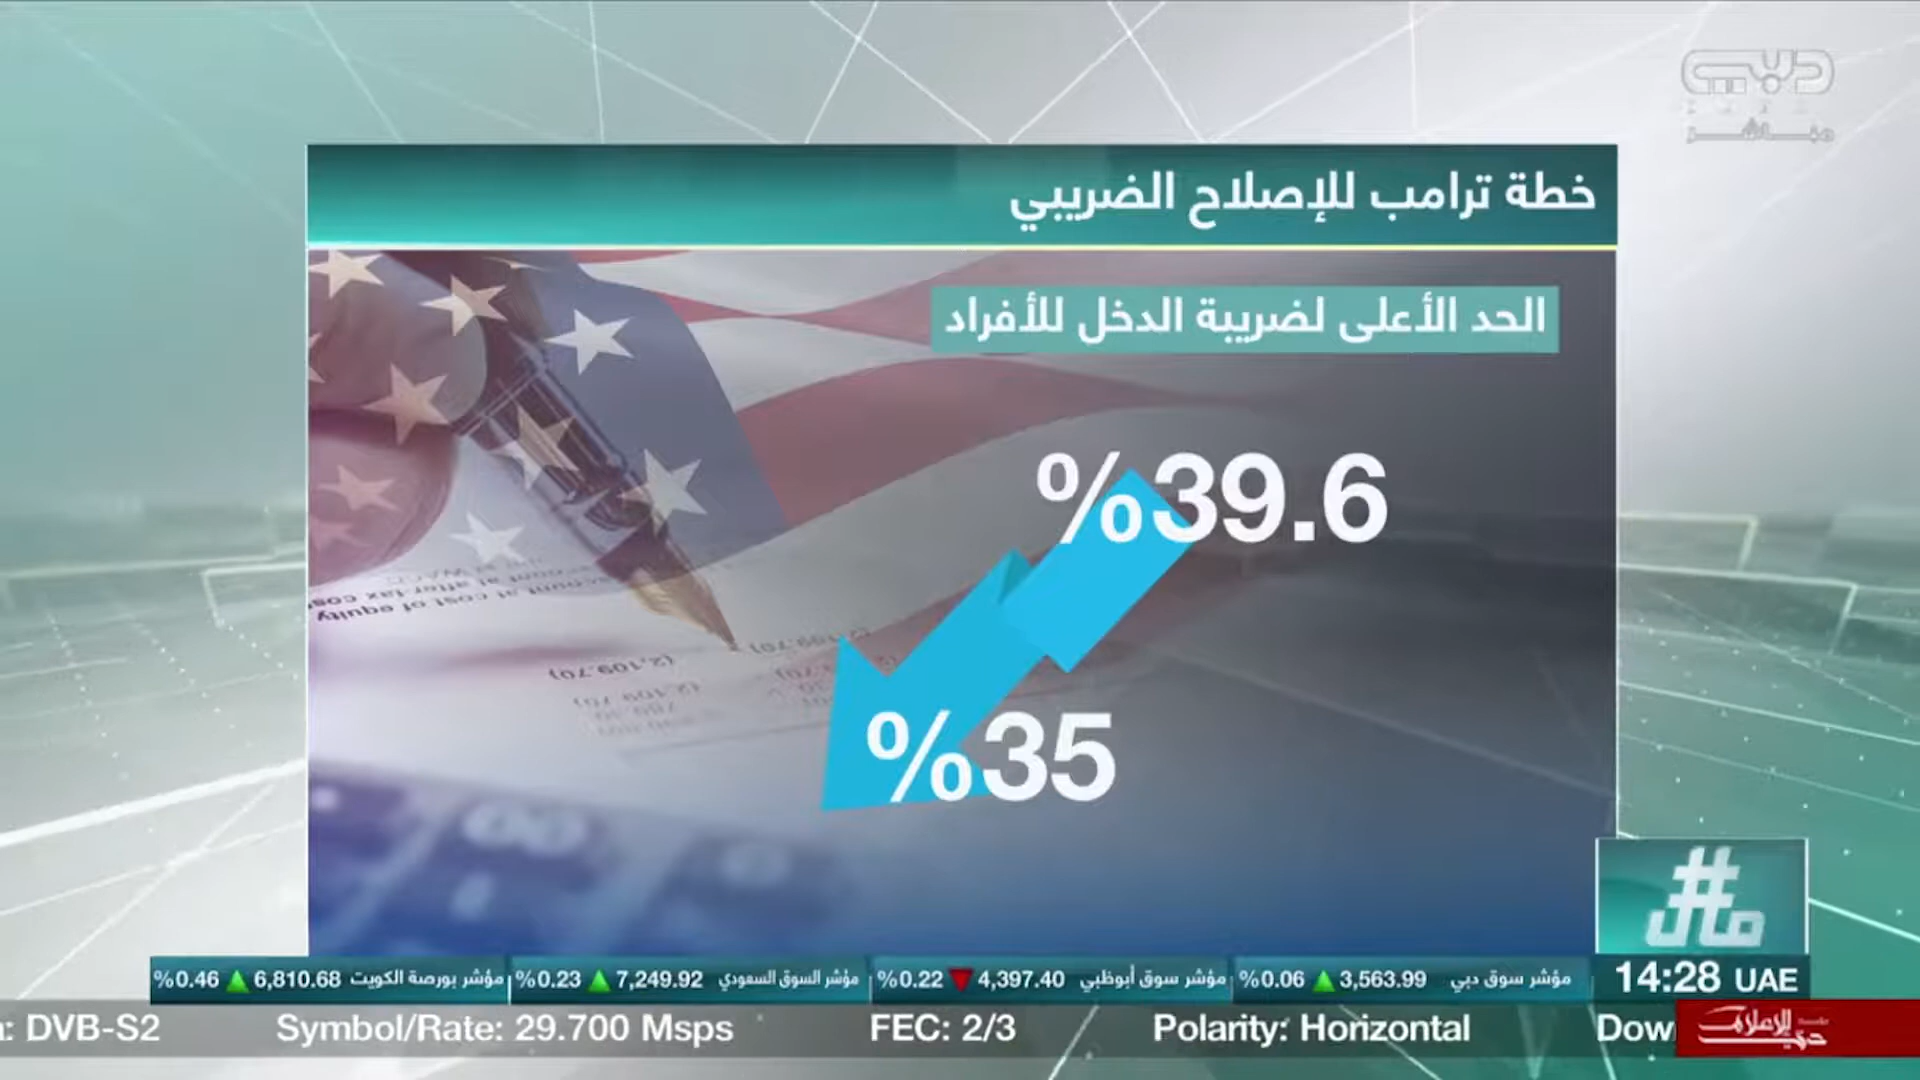 دبي
مباشر
خطة ترامب للإصلاح الضريبي
الحد الأعلى لضريبة الدخل للأفراد
%39.6
%35
#مال
مؤشر سوق دبي 3,563.99 ▲ %0.06
مؤشر سوق أبوظبي 4,397.40 ▼ %0.22
مؤشر السوق السعودي 7,249.92 ▲ %0.23
مؤشر بورصة الكويت 6,810.68 ▲ %0.46
14:28 UAE
: DVB-S2 Symbol/Rate: 29.700 Msps FEC: 2/3 Polarity: Horizontal Dow
دبي للإعلام